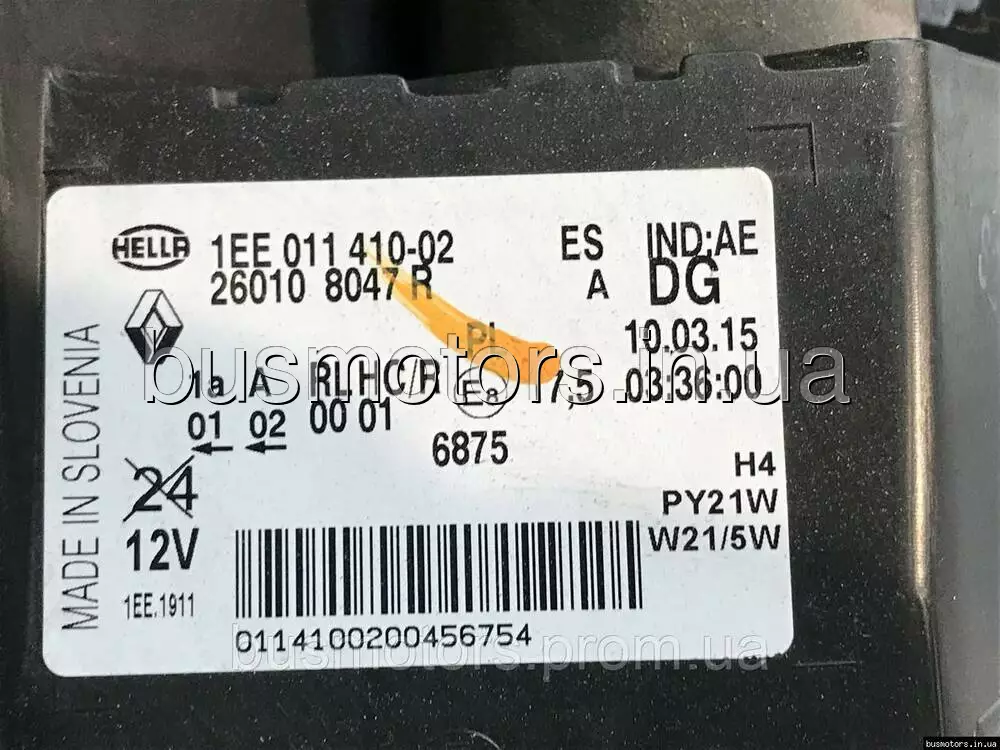 HELLA 1EE 011 410-02 ES IND:AE
26010 8047 R A DG
PL 10.03.15
busmotors.in.ua
1a A RL HC/R E8 7,5 03:36:00
01 02 00 01
6875
24 H4
PY21W
12V W21/5W
1EE.1911
0114100200456754
MADE IN SLOVENIA
busmotors.prom.ua
busmotors.in.ua